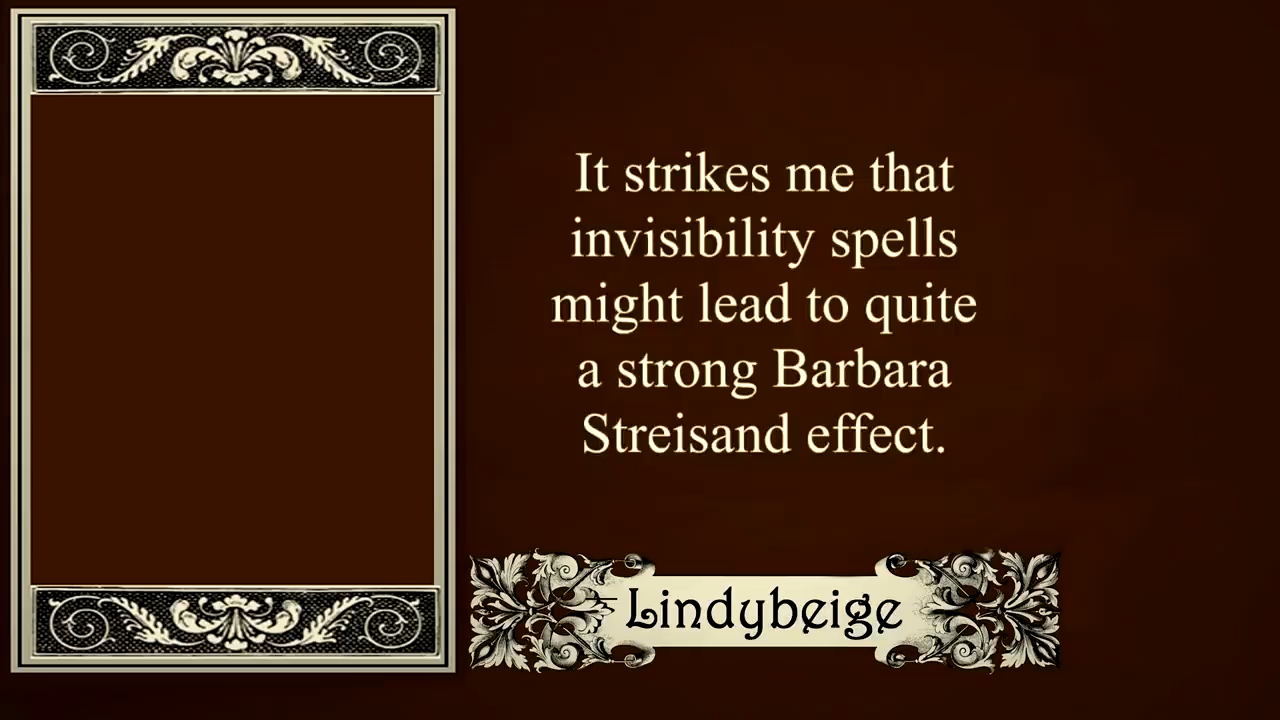 It strikes me that
invisibility spells
might lead to quite
a strong Barbara
Streisand effect.
Lindybeige